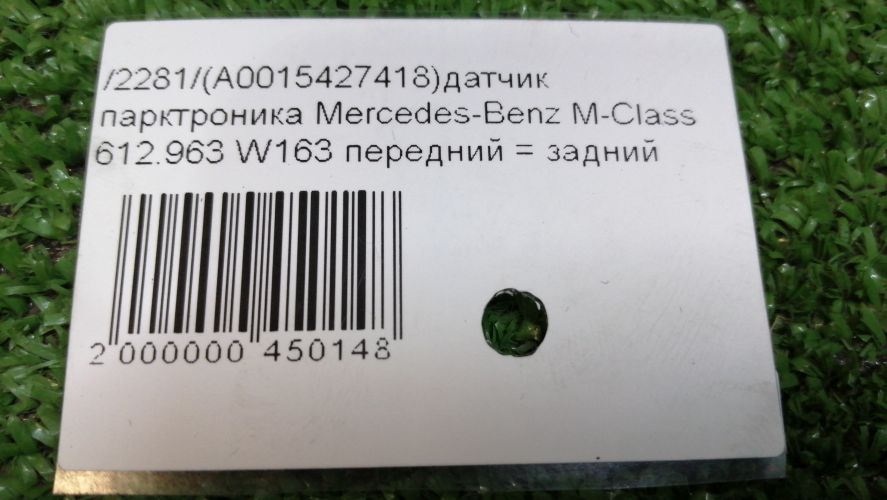 /2281/(A0015427418)датчик
парктроника Mercedes-Benz M-Class
612.963 W163 передний = задний
2 000000 450148